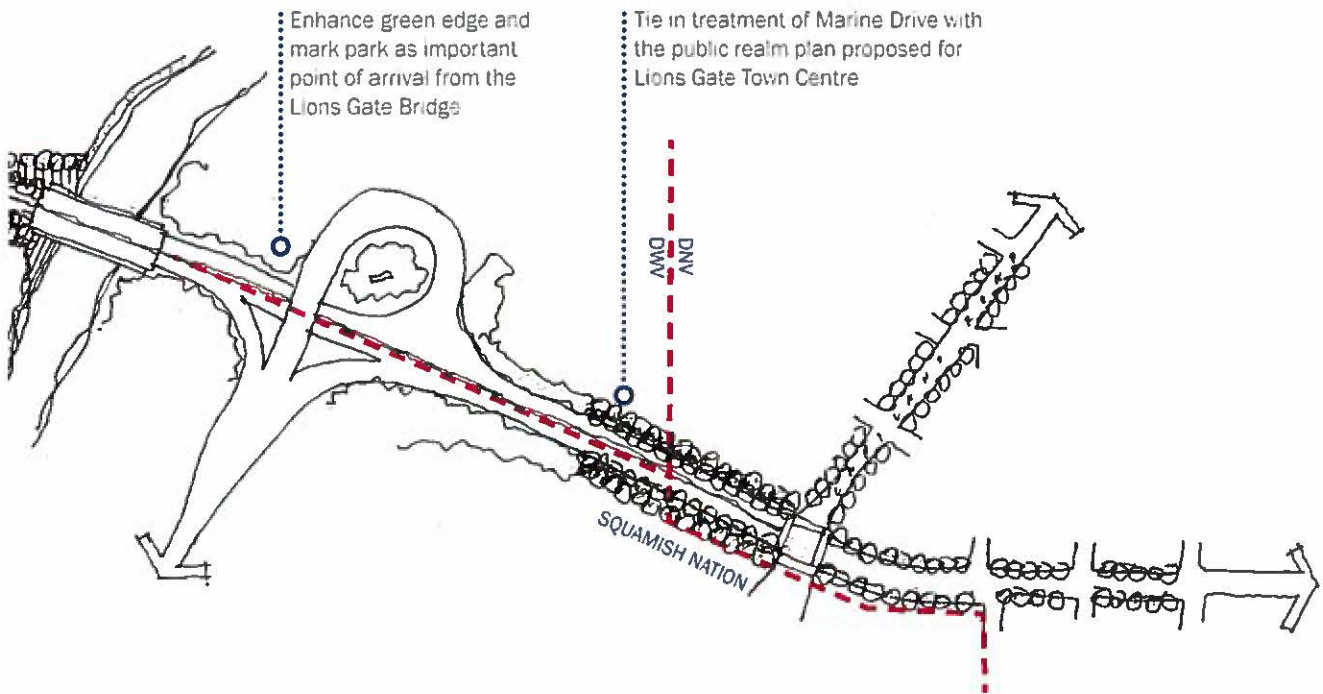 Enhance green edge and
mark park as important
point of arrival from the
Lions Gate Bridge
Tie in treatment of Marine Drive with
the public realm plan proposed for
Lions Gate Town Centre
DWV
DNV
SQUAMISH NATION